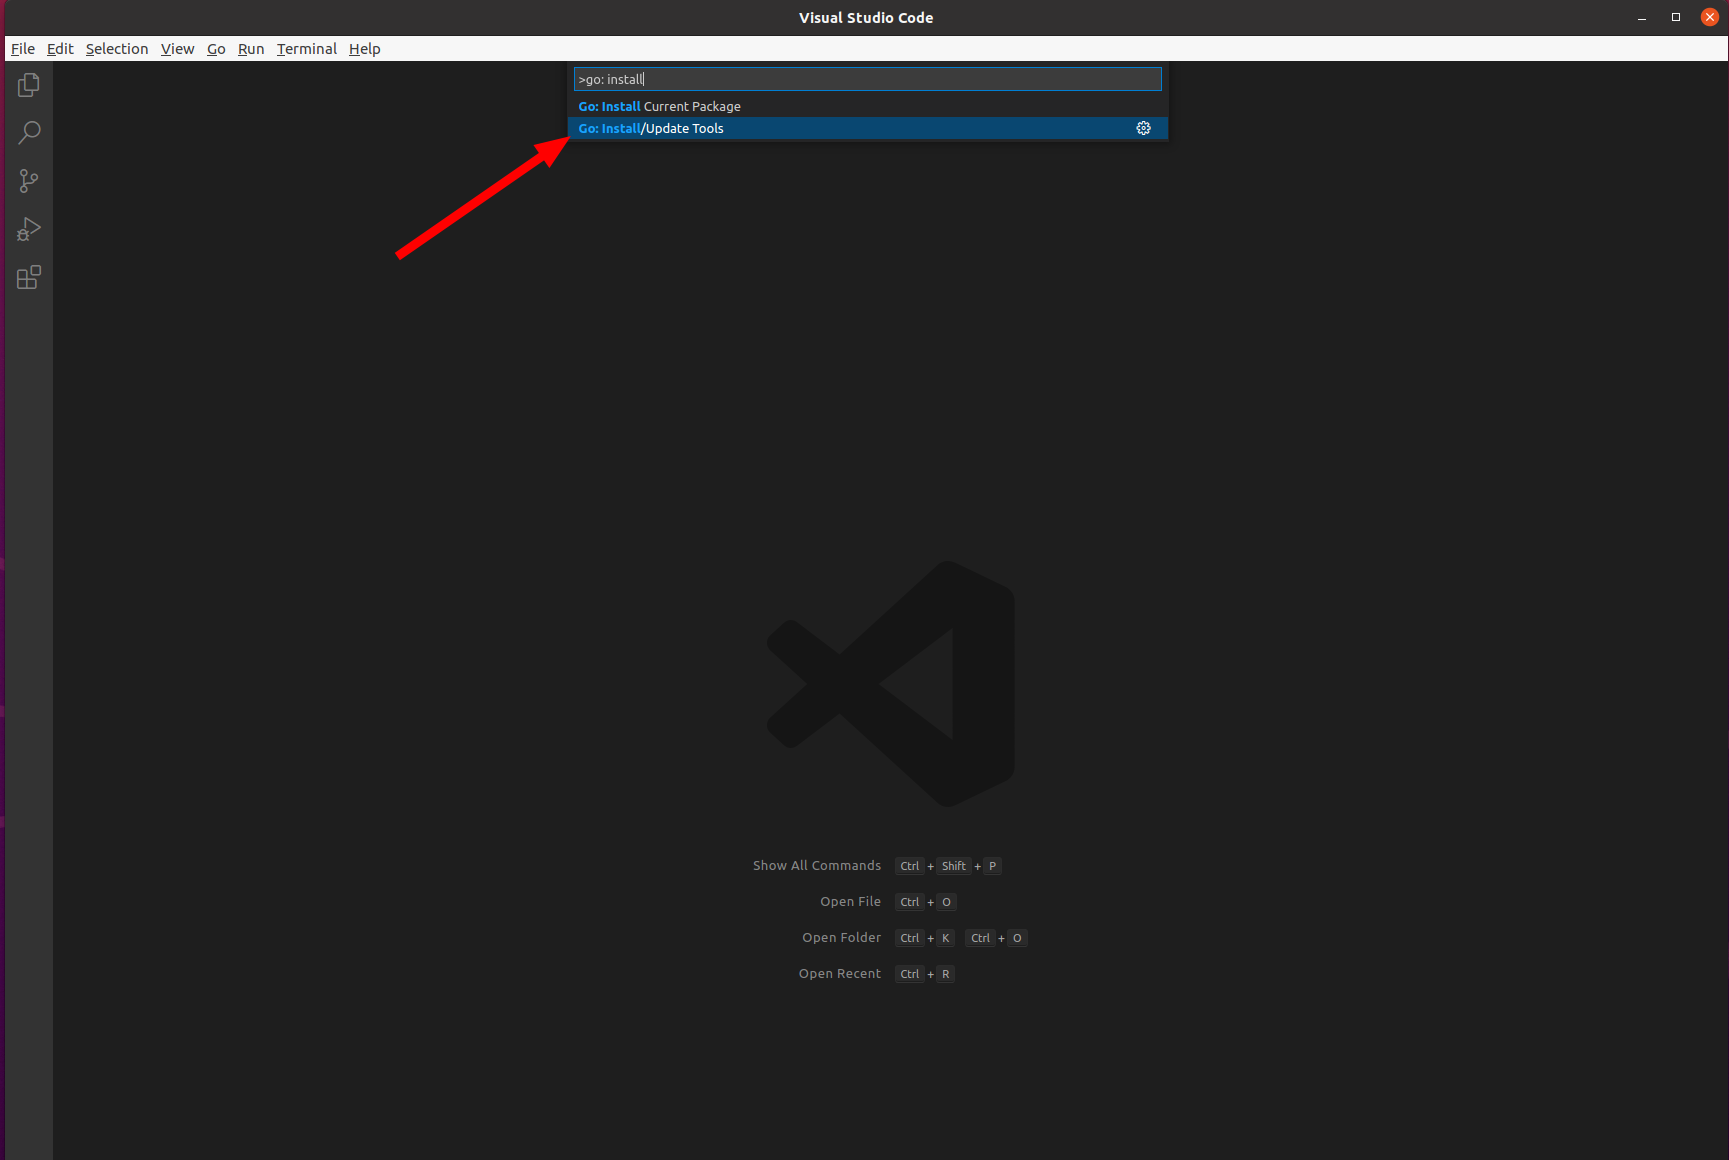 Visual Studio Code
File Edit Selection View Go Run Terminal Help
>go: install
Go: Install Current Package
Go: Install/Update Tools
Show All Commands Ctrl + Shift + P
Open File Ctrl + O
Open Folder Ctrl + K Ctrl + O
Open Recent Ctrl + R